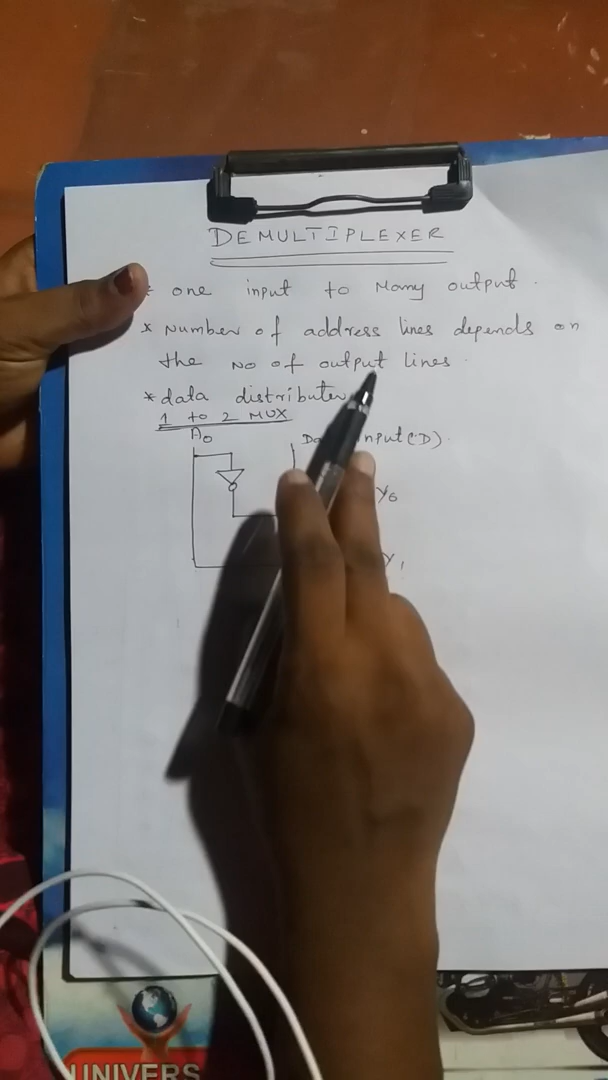 DEMULTIPLEXER
* one input to Many output.
* Number of address lines depends on
the No of output lines.
* data distributer
1 to 2 MUX
A0 Input (D).
Y0
Y1
UNIVERS